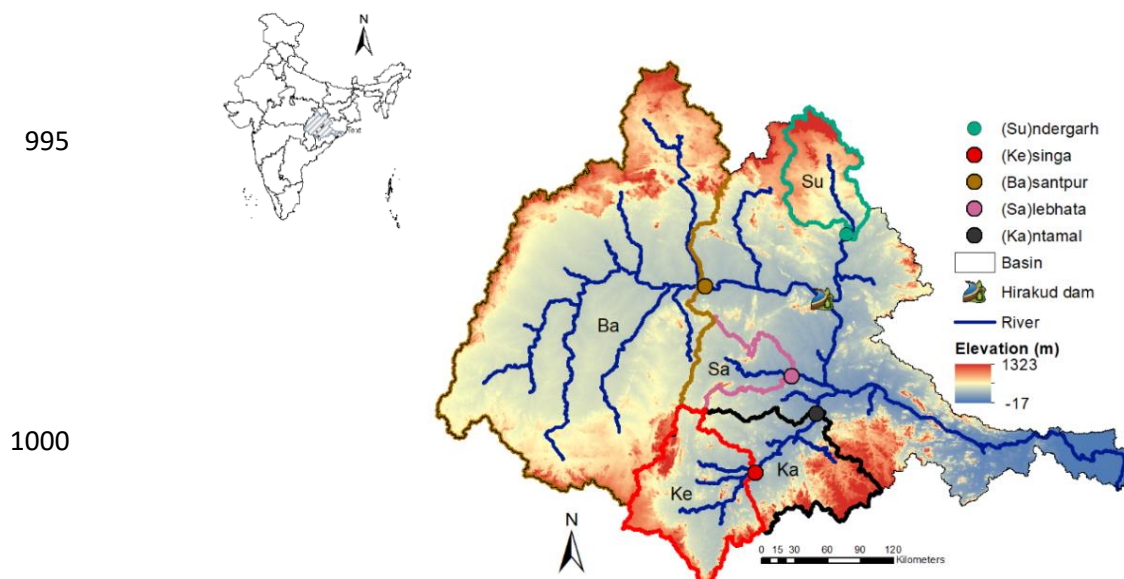 N
Text
995
1000
(Su)ndergarh
(Ke)singa
(Ba)santpur
(Sa)lebhata
(Ka)ntamal
Basin
Hirakud dam
River
Elevation (m)
1323
-17
Su
Ba
Sa
Ka
Ke
N
0 15 30 60 90 120
Kilometers